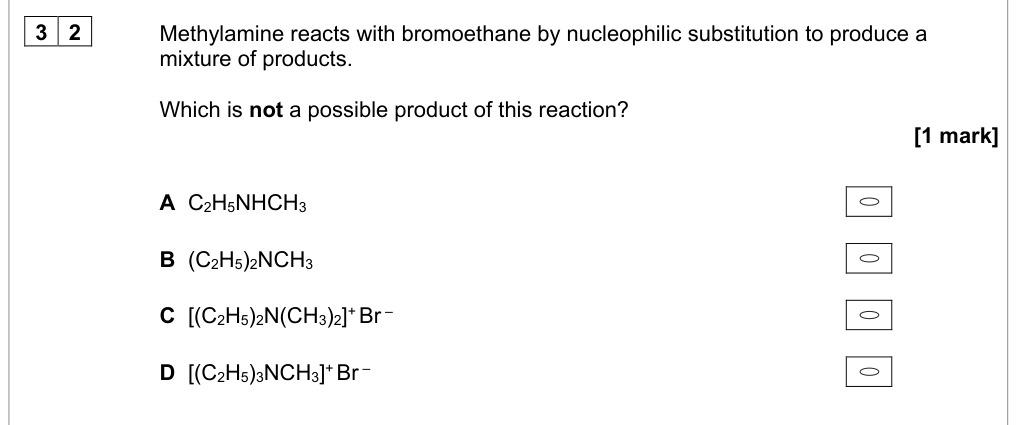 3 2
Methylamine reacts with bromoethane by nucleophilic substitution to produce a
mixture of products.
Which is not a possible product of this reaction?
[1 mark]
A C₂H₅NHCH₃
B (C₂H₅)₂NCH₃
C [(C₂H₅)₂N(CH₃)₂]⁺ Br⁻
D [(C₂H₅)₃NCH₃]⁺ Br⁻